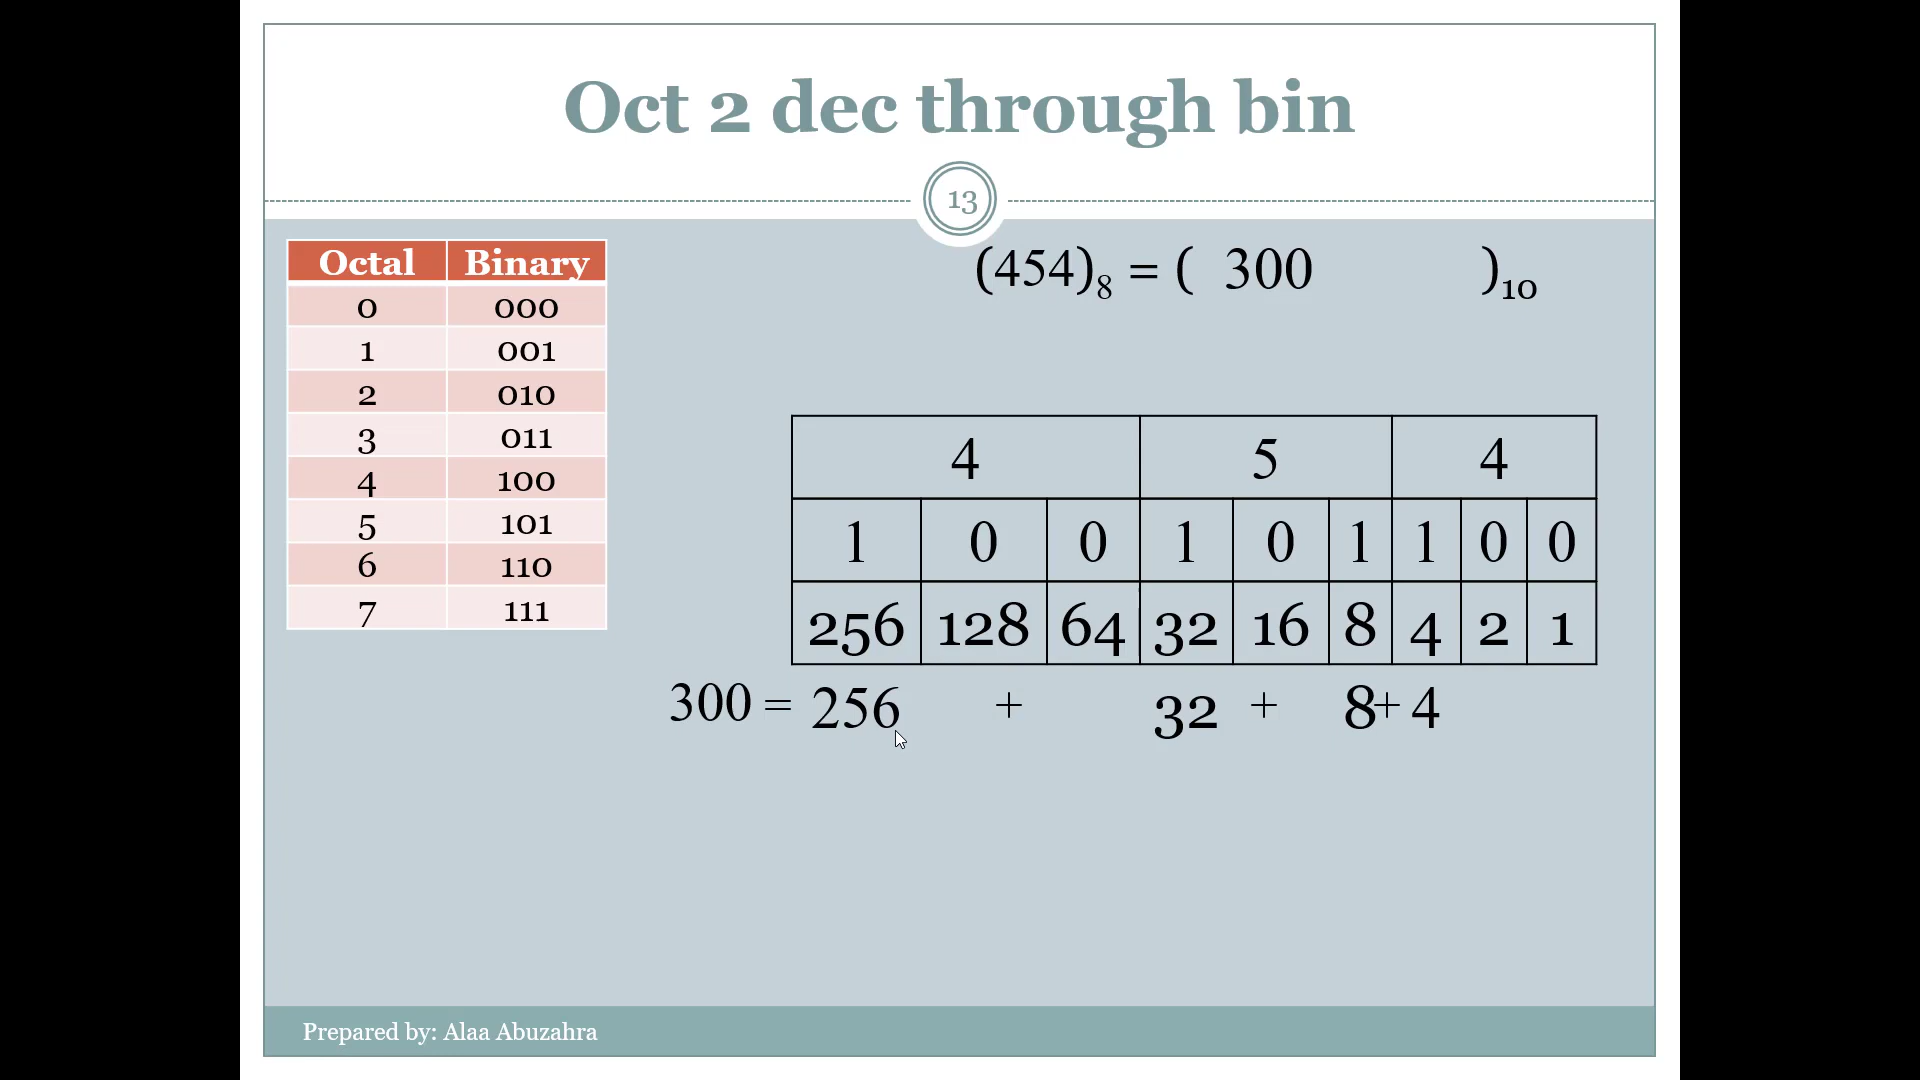 Oct 2 dec through bin
13
(454)8 = ( 300 )10
Octal Binary
0 000
1 001
2 010
3 011
4 100
5 101
6 110
7 111
4 5 4
1 0 0 1 0 1 1 0 0
256 128 64 32 16 8 4 2 1
300 = 256 + 32 + 8+ 4
Prepared by: Alaa Abuzahra